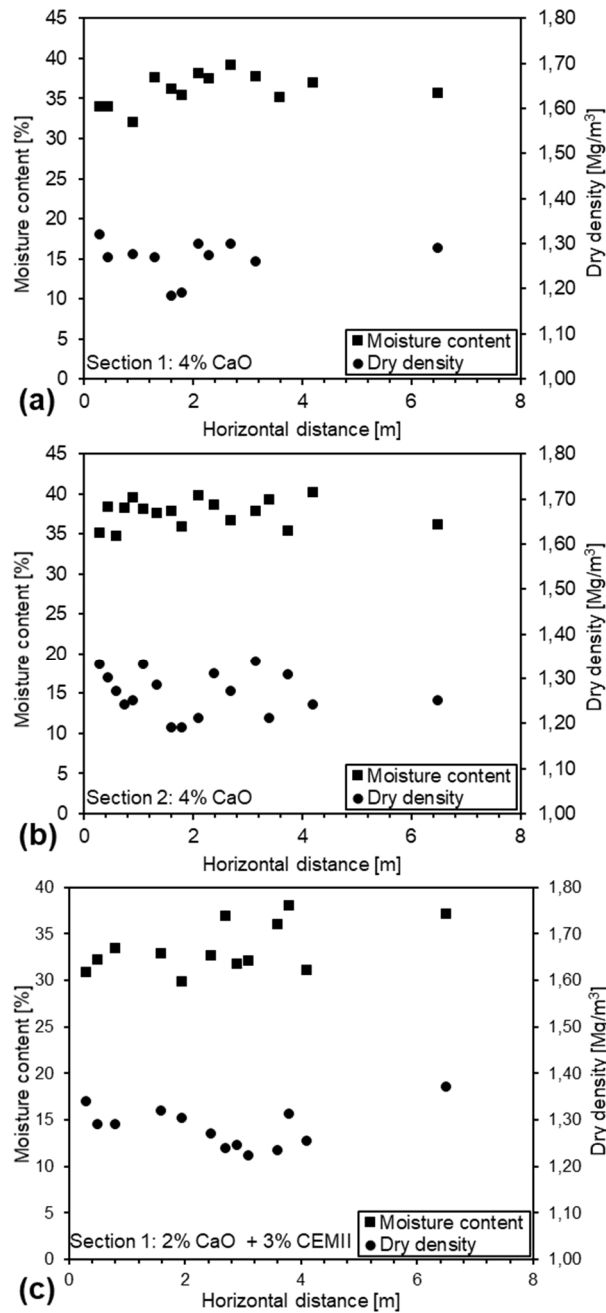 45
40
35
30
25
20
15
10
5
0
Moisture content [%]
1,80
1,70
1,60
1,50
1,40
1,30
1,20
1,10
1,00
Dry density [Mg/m³]
Moisture content
Dry density
Section 1: 4% CaO
(a)
0 2 4 6 8
Horizontal distance [m]
45
40
35
30
25
20
15
10
5
0
Moisture content [%]
1,80
1,70
1,60
1,50
1,40
1,30
1,20
1,10
1,00
Dry density [Mg/m³]
Moisture content
Dry density
Section 2: 4% CaO
(b)
0 2 4 6 8
Horizontal distance [m]
40
35
30
25
20
15
10
5
0
Moisture content [%]
1,80
1,70
1,60
1,50
1,40
1,30
1,20
1,10
1,00
Dry density [Mg/m³]
Moisture content
Dry density
Section 1: 2% CaO + 3% CEMII
(c)
0 2 4 6 8
Horizontal distance [m]